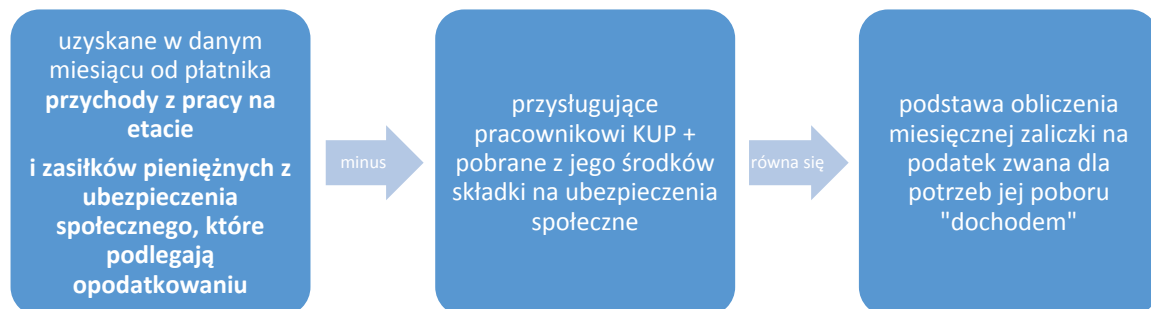 uzyskane w danym
miesiącu od płatnika
przychody z pracy na
etacie
i zasiłków pieniężnych z
ubezpieczenia
społecznego, które
podlegają
opodatkowaniu
minus
przysługujące
pracownikowi KUP +
pobrane z jego środków
składki na ubezpieczenia
społeczne
równa się
podstawa obliczenia
miesięcznej zaliczki na
podatek zwana dla
potrzeb jej poboru
"dochodem"